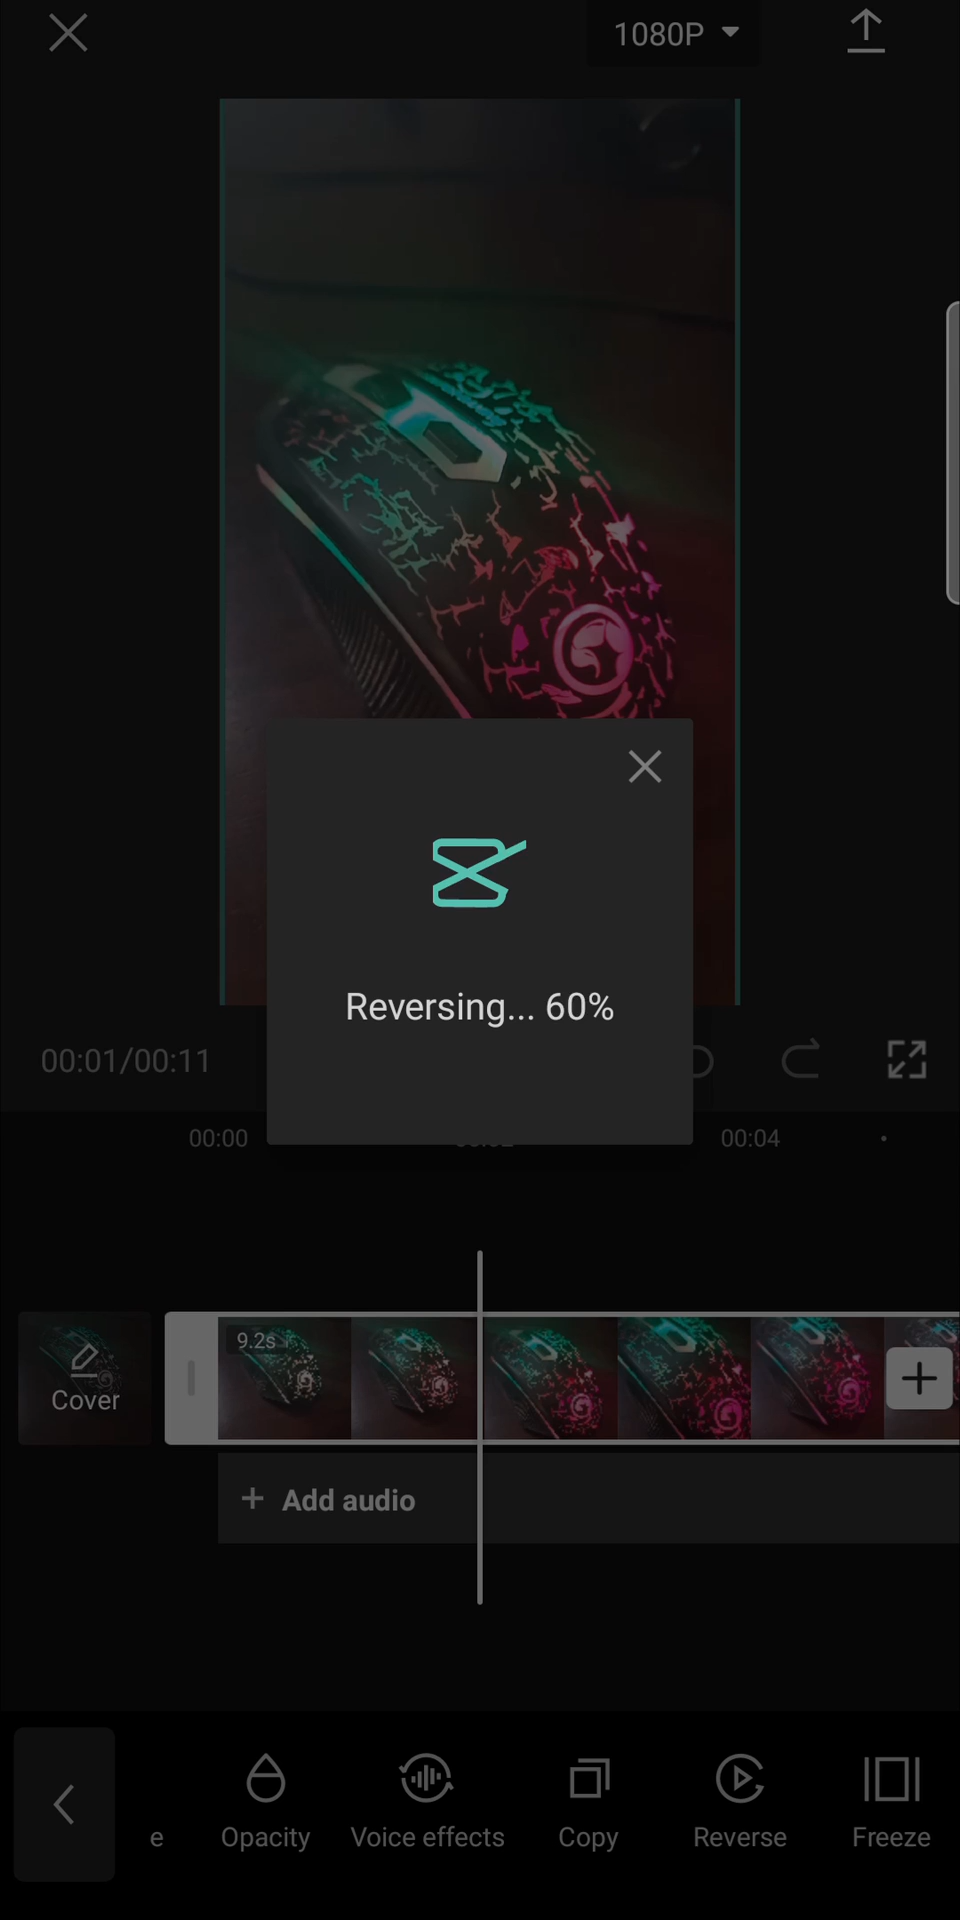 1080P
Reversing... 60%
00:01/00:11
00:00
00:04
9.2s
Cover
+ Add audio
e
Opacity
Voice effects
Copy
Reverse
Freeze